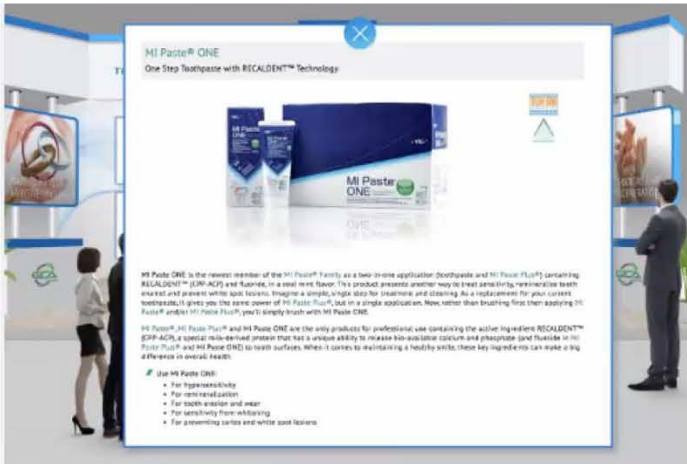 MI Paste® ONE
One Step Toothpaste with RECALDENT™ Technology
MI Paste
ONE
MI Paste
ONE
MI Paste
ONE
MI Paste ONE is the newest member of the MI Paste® Family as a two-in-one application (toothpaste and MI Paste Plus®) containing
RECALDENT™ (CPP-ACP) and fluoride, in a cool mint flavor. This product presents another way to treat sensitivity, remineralize tooth
enamel and prevent white spot lesions. Imagine a simple, single step for treatment and cleaning. As a replacement for your current
toothpaste, it gives you the same power of MI Paste Plus®, but in a single application. Now, rather than brushing first then applying MI
Paste® and/or MI Paste Plus®, you'll simply brush with MI Paste ONE.
MI Paste®, MI Paste Plus® and MI Paste ONE are the only products for professional use containing the active ingredient RECALDENT™
(CPP-ACP), a special milk-derived protein that has a unique ability to release bio-available calcium and phosphate (and fluoride in MI
Paste Plus® and MI Paste ONE) to tooth surfaces. When it comes to maintaining a healthy smile, these key ingredients can make a big
difference in overall health.
Use MI Paste ONE:
• For hypersensitivity
• For remineralization
• For tooth erosion and wear
• For sensitivity from whitening
• For preventing caries and white spot lesions